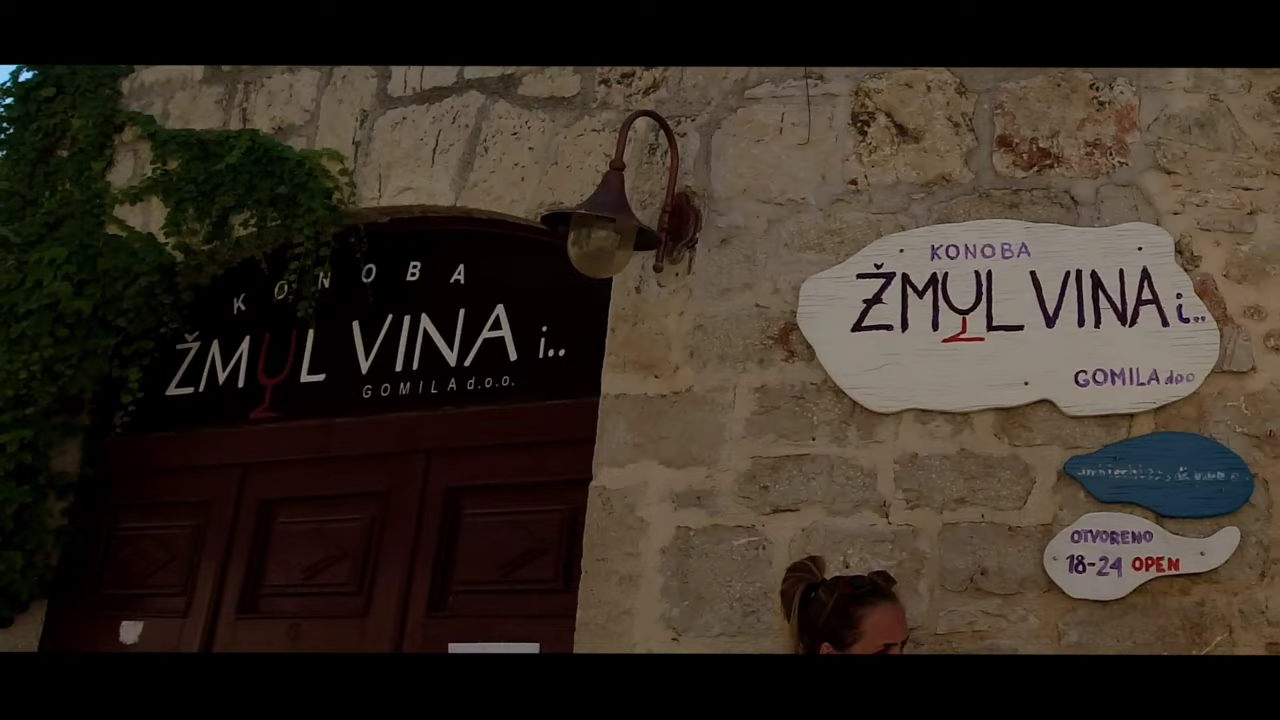 KONOBA
ŽMUL VINA i..
GOMILA d.o.o.
KONOBA
ŽMUL VINA i..
GOMILA doo
OTVORENO
18-24 OPEN